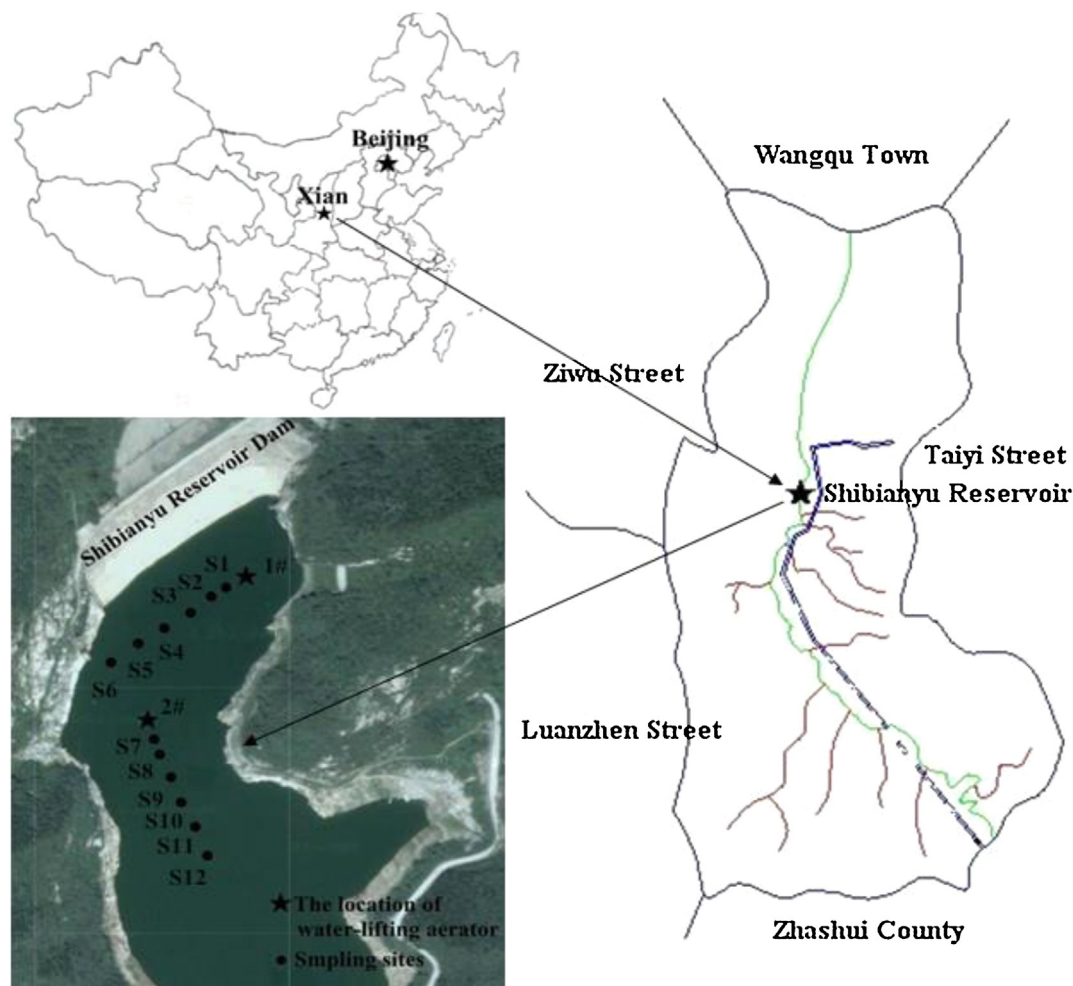 Beijing
Xian
Wangqu Town
Ziwu Street
Taiyi Street
Shibianyu Reservoir
Luanzhen Street
Zhashui County
Shibianyu Reservoir Dam
1#
S1
S2
S3
S4
S5
S6
2#
S7
S8
S9
S10
S11
S12
The location of
water-lifting aerator
Smpling sites